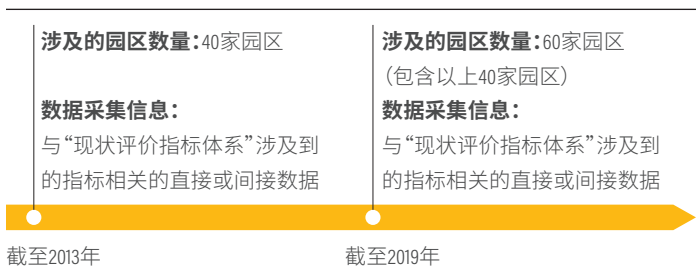 涉及的园区数量：40家园区
数据采集信息：
与“现状评价指标体系”涉及到
的指标相关的直接或间接数据
截至2013年
涉及的园区数量：60家园区
（包含以上40家园区）
数据采集信息：
与“现状评价指标体系”涉及到
的指标相关的直接或间接数据
截至2019年